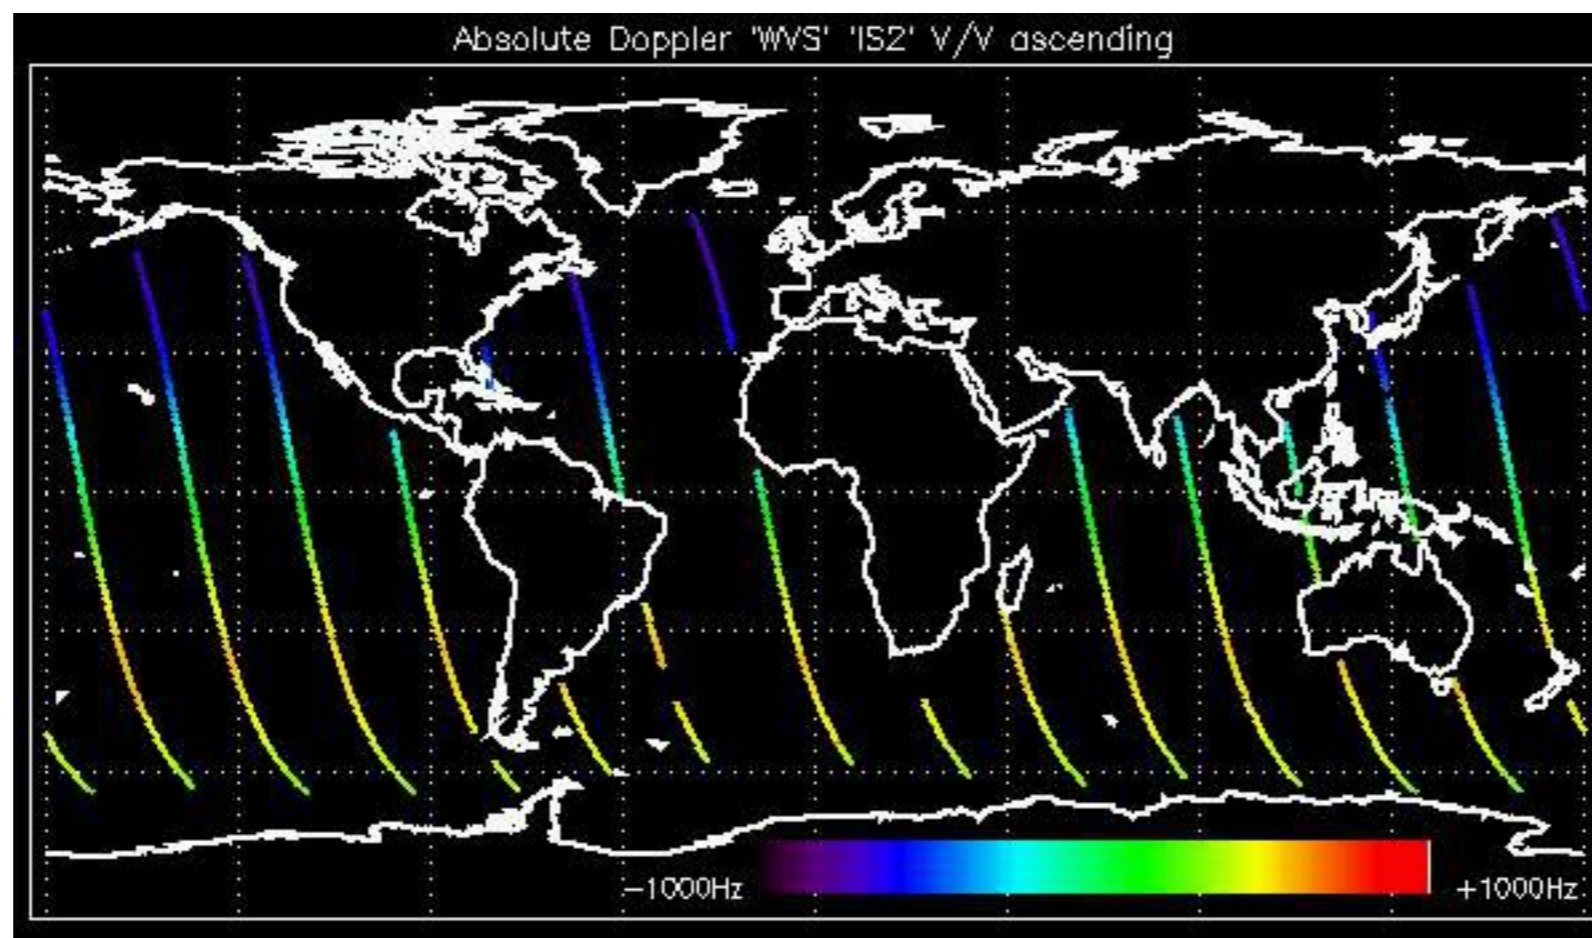 Absolute Doppler 'WVS' 'IS2' V/V ascending
−1000Hz +1000Hz